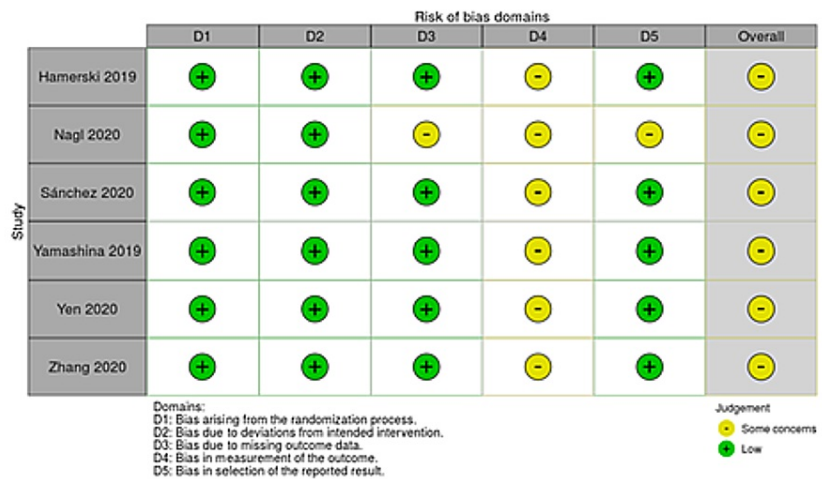 Risk of bias domains
D1 D2 D3 D4 D5 Overall
Study
Hamerski 2019 + + + - + -
Nagl 2020 + + - - - -
Sánchez 2020 + + + - + -
Yamashina 2019 + + + - + -
Yen 2020 + + + - + -
Zhang 2020 + + + - + -
Domains:
D1: Bias arising from the randomization process.
D2: Bias due to deviations from intended intervention.
D3: Bias due to missing outcome data.
D4: Bias in measurement of the outcome.
D5: Bias in selection of the reported result.
Judgement
- Some concerns
+ Low